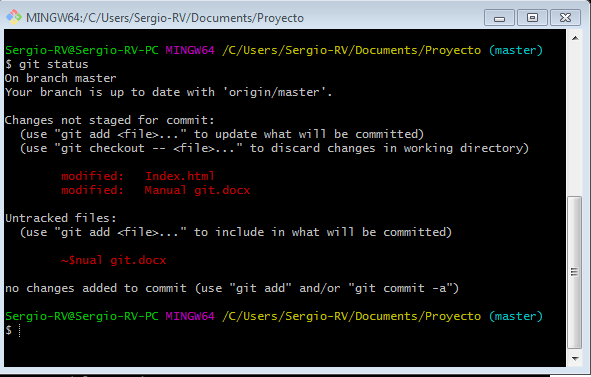 MINGW64:/C/Users/Sergio-RV/Documents/Proyecto
Sergio-RV@Sergio-RV-PC MINGW64 /C/Users/Sergio-RV/Documents/Proyecto (master)
$ git status
On branch master
Your branch is up to date with 'origin/master'.
Changes not staged for commit:
(use "git add <file>..." to update what will be committed)
(use "git checkout -- <file>..." to discard changes in working directory)
modified: Index.html
modified: Manual git.docx
Untracked files:
(use "git add <file>..." to include in what will be committed)
~$nual git.docx
no changes added to commit (use "git add" and/or "git commit -a")
Sergio-RV@Sergio-RV-PC MINGW64 /C/Users/Sergio-RV/Documents/Proyecto (master)
$